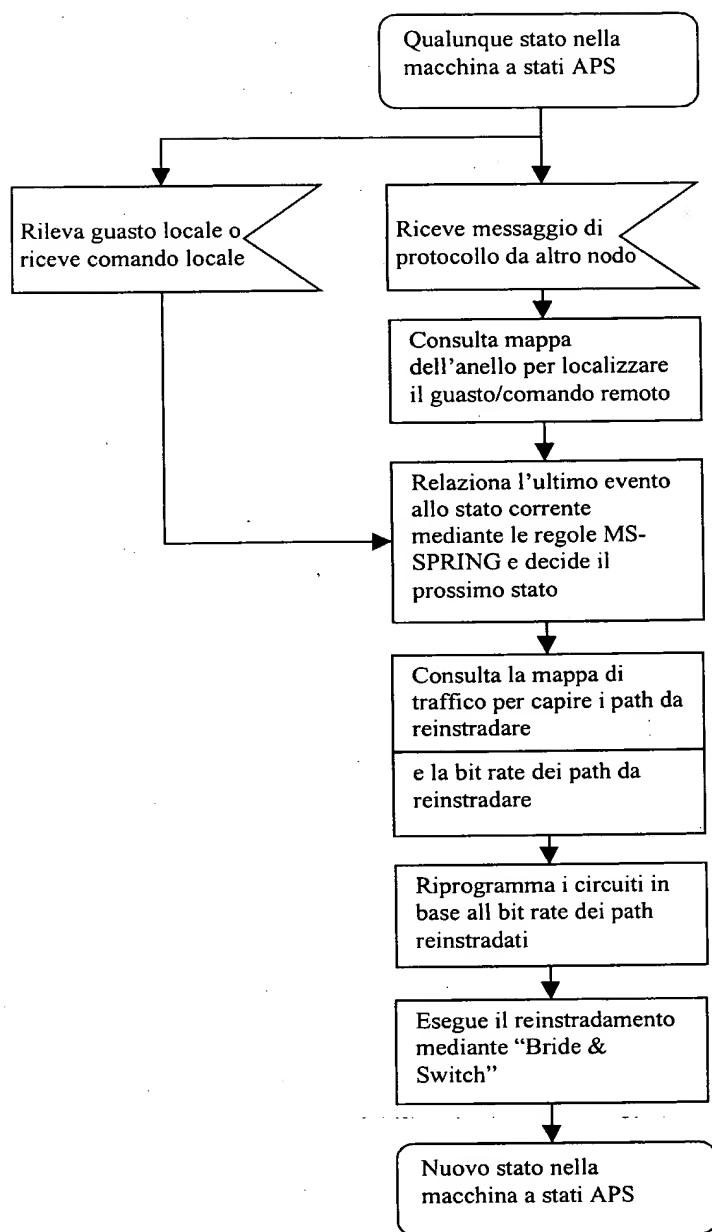 Qualunque stato nella
macchina a stati APS
Rileva guasto locale o
riceve comando locale
Riceve messaggio di
protocollo da altro nodo
Consulta mappa
dell'anello per localizzare
il guasto/comando remoto
Relaziona l'ultimo evento
allo stato corrente
mediante le regole MS-
SPRING e decide il
prossimo stato
Consulta la mappa di
traffico per capire i path da
reinstradare
e la bit rate dei path da
reinstradare
Riprogramma i circuiti in
base all bit rate dei path
reinstradati
Esegue il reinstradamento
mediante “Bride &
Switch”
Nuovo stato nella
macchina a stati APS